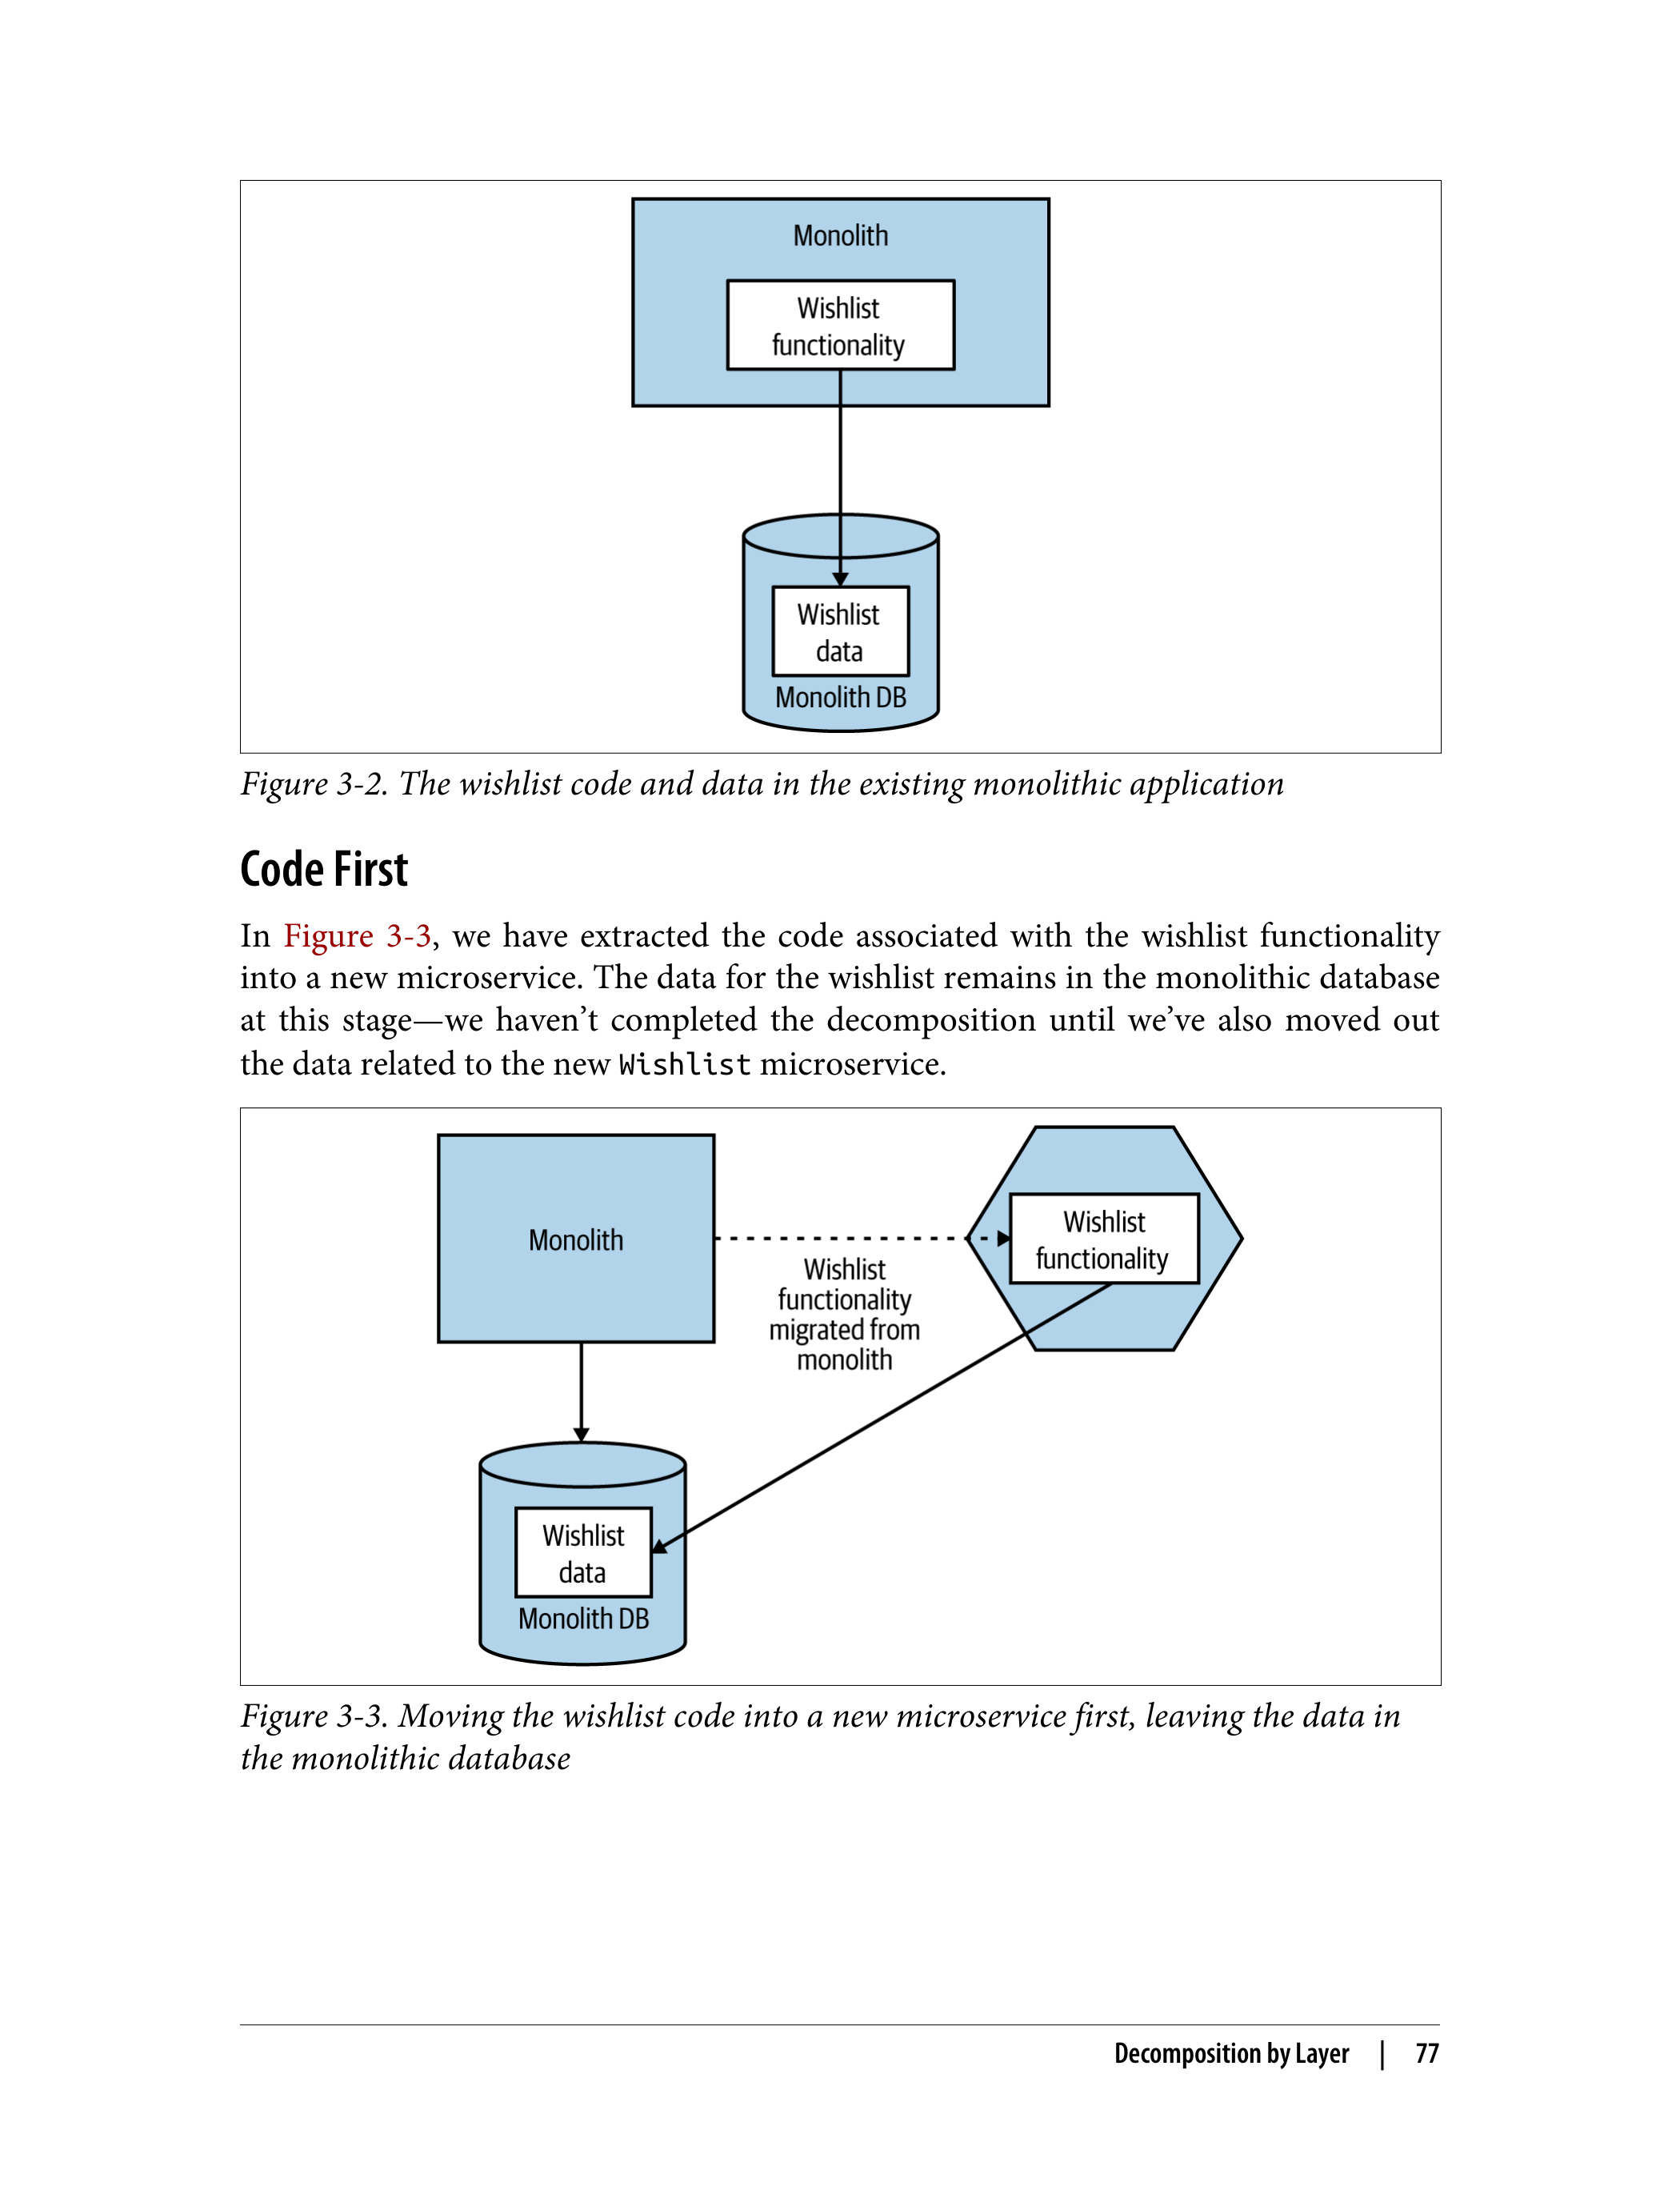 Monolith
Wishlist
functionality
Wishlist
data
Monolith DB
Figure 3-2. The wishlist code and data in the existing monolithic application
Code First
In Figure 3-3, we have extracted the code associated with the wishlist functionality
into a new microservice. The data for the wishlist remains in the monolithic database
at this stage—we haven’t completed the decomposition until we’ve also moved out
the data related to the new Wishlist microservice.
Monolith
Wishlist
functionality
migrated from
monolith
Wishlist
functionality
Wishlist
data
Monolith DB
Figure 3-3. Moving the wishlist code into a new microservice first, leaving the data in
the monolithic database
Decomposition by Layer | 77